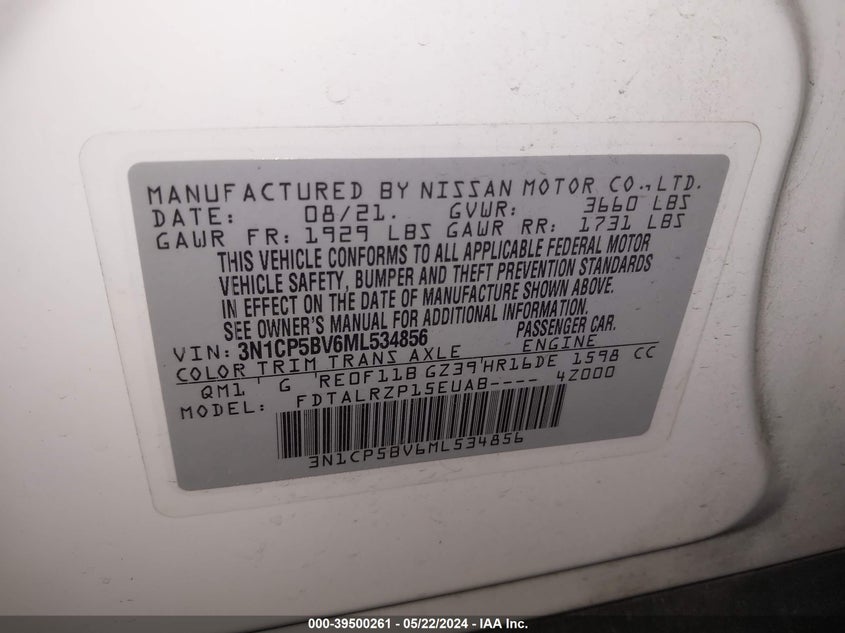 MANUFACTURED BY NISSAN MOTOR CO.,LTD.
DATE: 08/21. GVWR: 3660 LBS
GAWR FR: 1929 LBS GAWR RR: 1731 LBS
THIS VEHICLE CONFORMS TO ALL APPLICABLE FEDERAL MOTOR
VEHICLE SAFETY, BUMPER AND THEFT PREVENTION STANDARDS
IN EFFECT ON THE DATE OF MANUFACTURE SHOWN ABOVE.
SEE OWNER'S MANUAL FOR ADDITIONAL INFORMATION.
VIN: 3N1CP5BV6ML534856 PASSENGER CAR.
COLOR TRIM TRANS AXLE ENGINE
QM1 ' G 'RE0F11B GZ39'HR16DE 1598 CC
MODEL: FDTALRZP15EUAB---- 4Z000
3N1CP5BV6ML534856
000-39500261 - 05/22/2024 - IAA Inc.